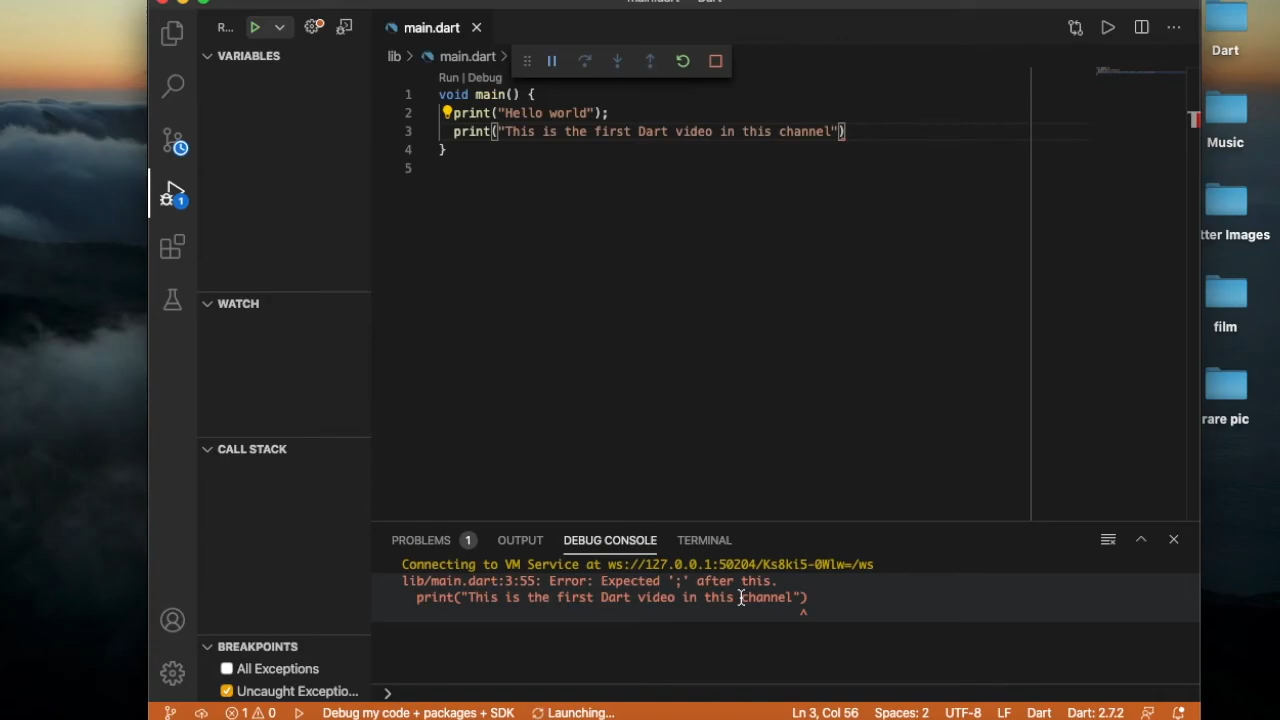 main.dart — Dart
R...
main.dart
Dart
VARIABLES
lib > main.dart >
Run | Debug
1 void main() {
2 print("Hello world");
3 print("This is the first Dart video in this channel")
4 }
5
Music
tter Images
WATCH
film
rare pic
CALL STACK
PROBLEMS 1 OUTPUT DEBUG CONSOLE TERMINAL
Connecting to VM Service at ws://127.0.0.1:50204/Ks8ki5-0Wlw=/ws
lib/main.dart:3:55: Error: Expected ';' after this.
print("This is the first Dart video in this channel")
^
BREAKPOINTS
All Exceptions
Uncaught Exceptio...
>
1 0 Debug my code + packages + SDK Launching... Ln 3, Col 56 Spaces: 2 UTF-8 LF Dart Dart: 2.7.2
1